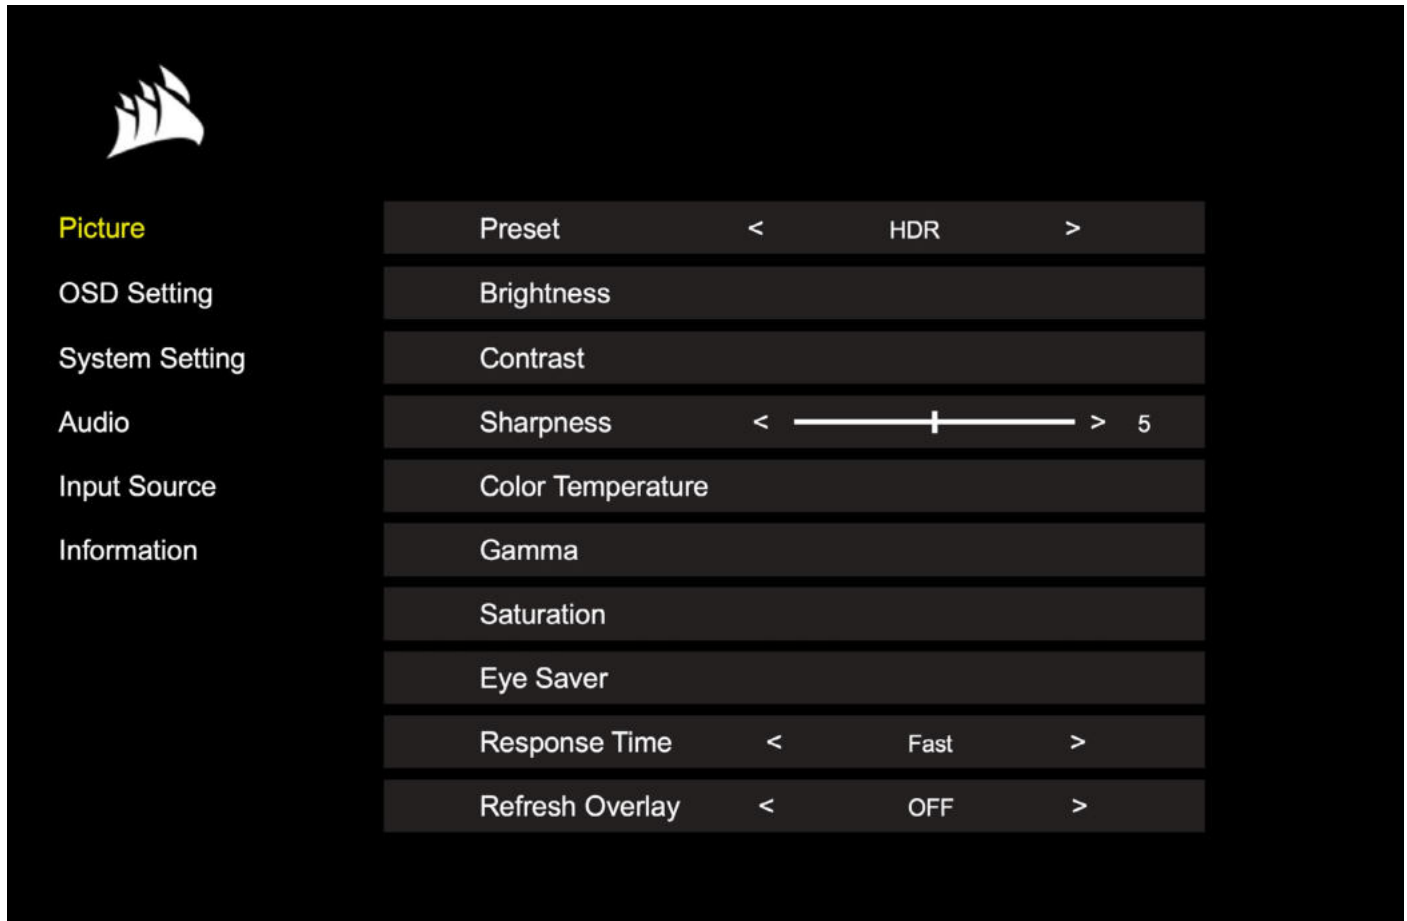 Picture
OSD Setting
System Setting
Audio
Input Source
Information
Preset < HDR >
Brightness
Contrast
Sharpness < > 5
Color Temperature
Gamma
Saturation
Eye Saver
Response Time < Fast >
Refresh Overlay < OFF >